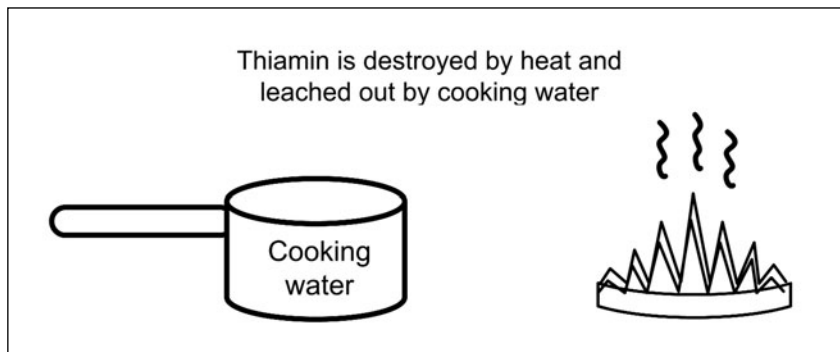 Thiamin is destroyed by heat and
leached out by cooking water
Cooking
water